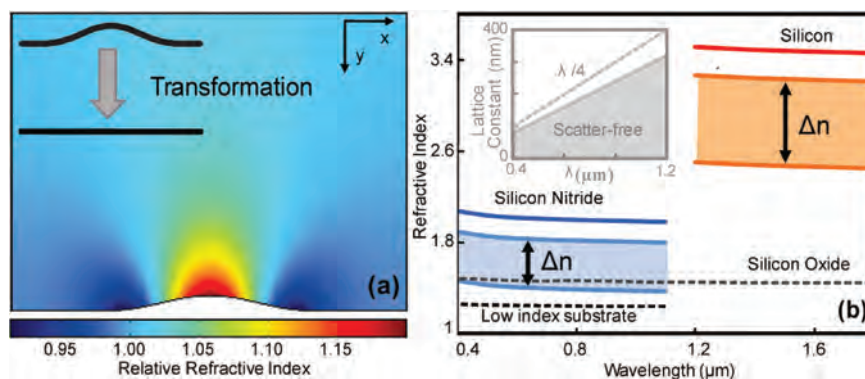 x
y
Transformation
(a)
0.95 1.00 1.05 1.10 1.15
Relative Refractive Index
Refractive Index
3.4
2.6
1.8
1
Lattice
Constant (nm)
400
0
λ/4
Scatter-free
0.4
1.2
λ(μm)
Silicon
Δn
Silicon Nitride
Δn
Silicon Oxide
Low index substrate
(b)
0.4 0.8 1.2 1.6
Wavelength (μm)